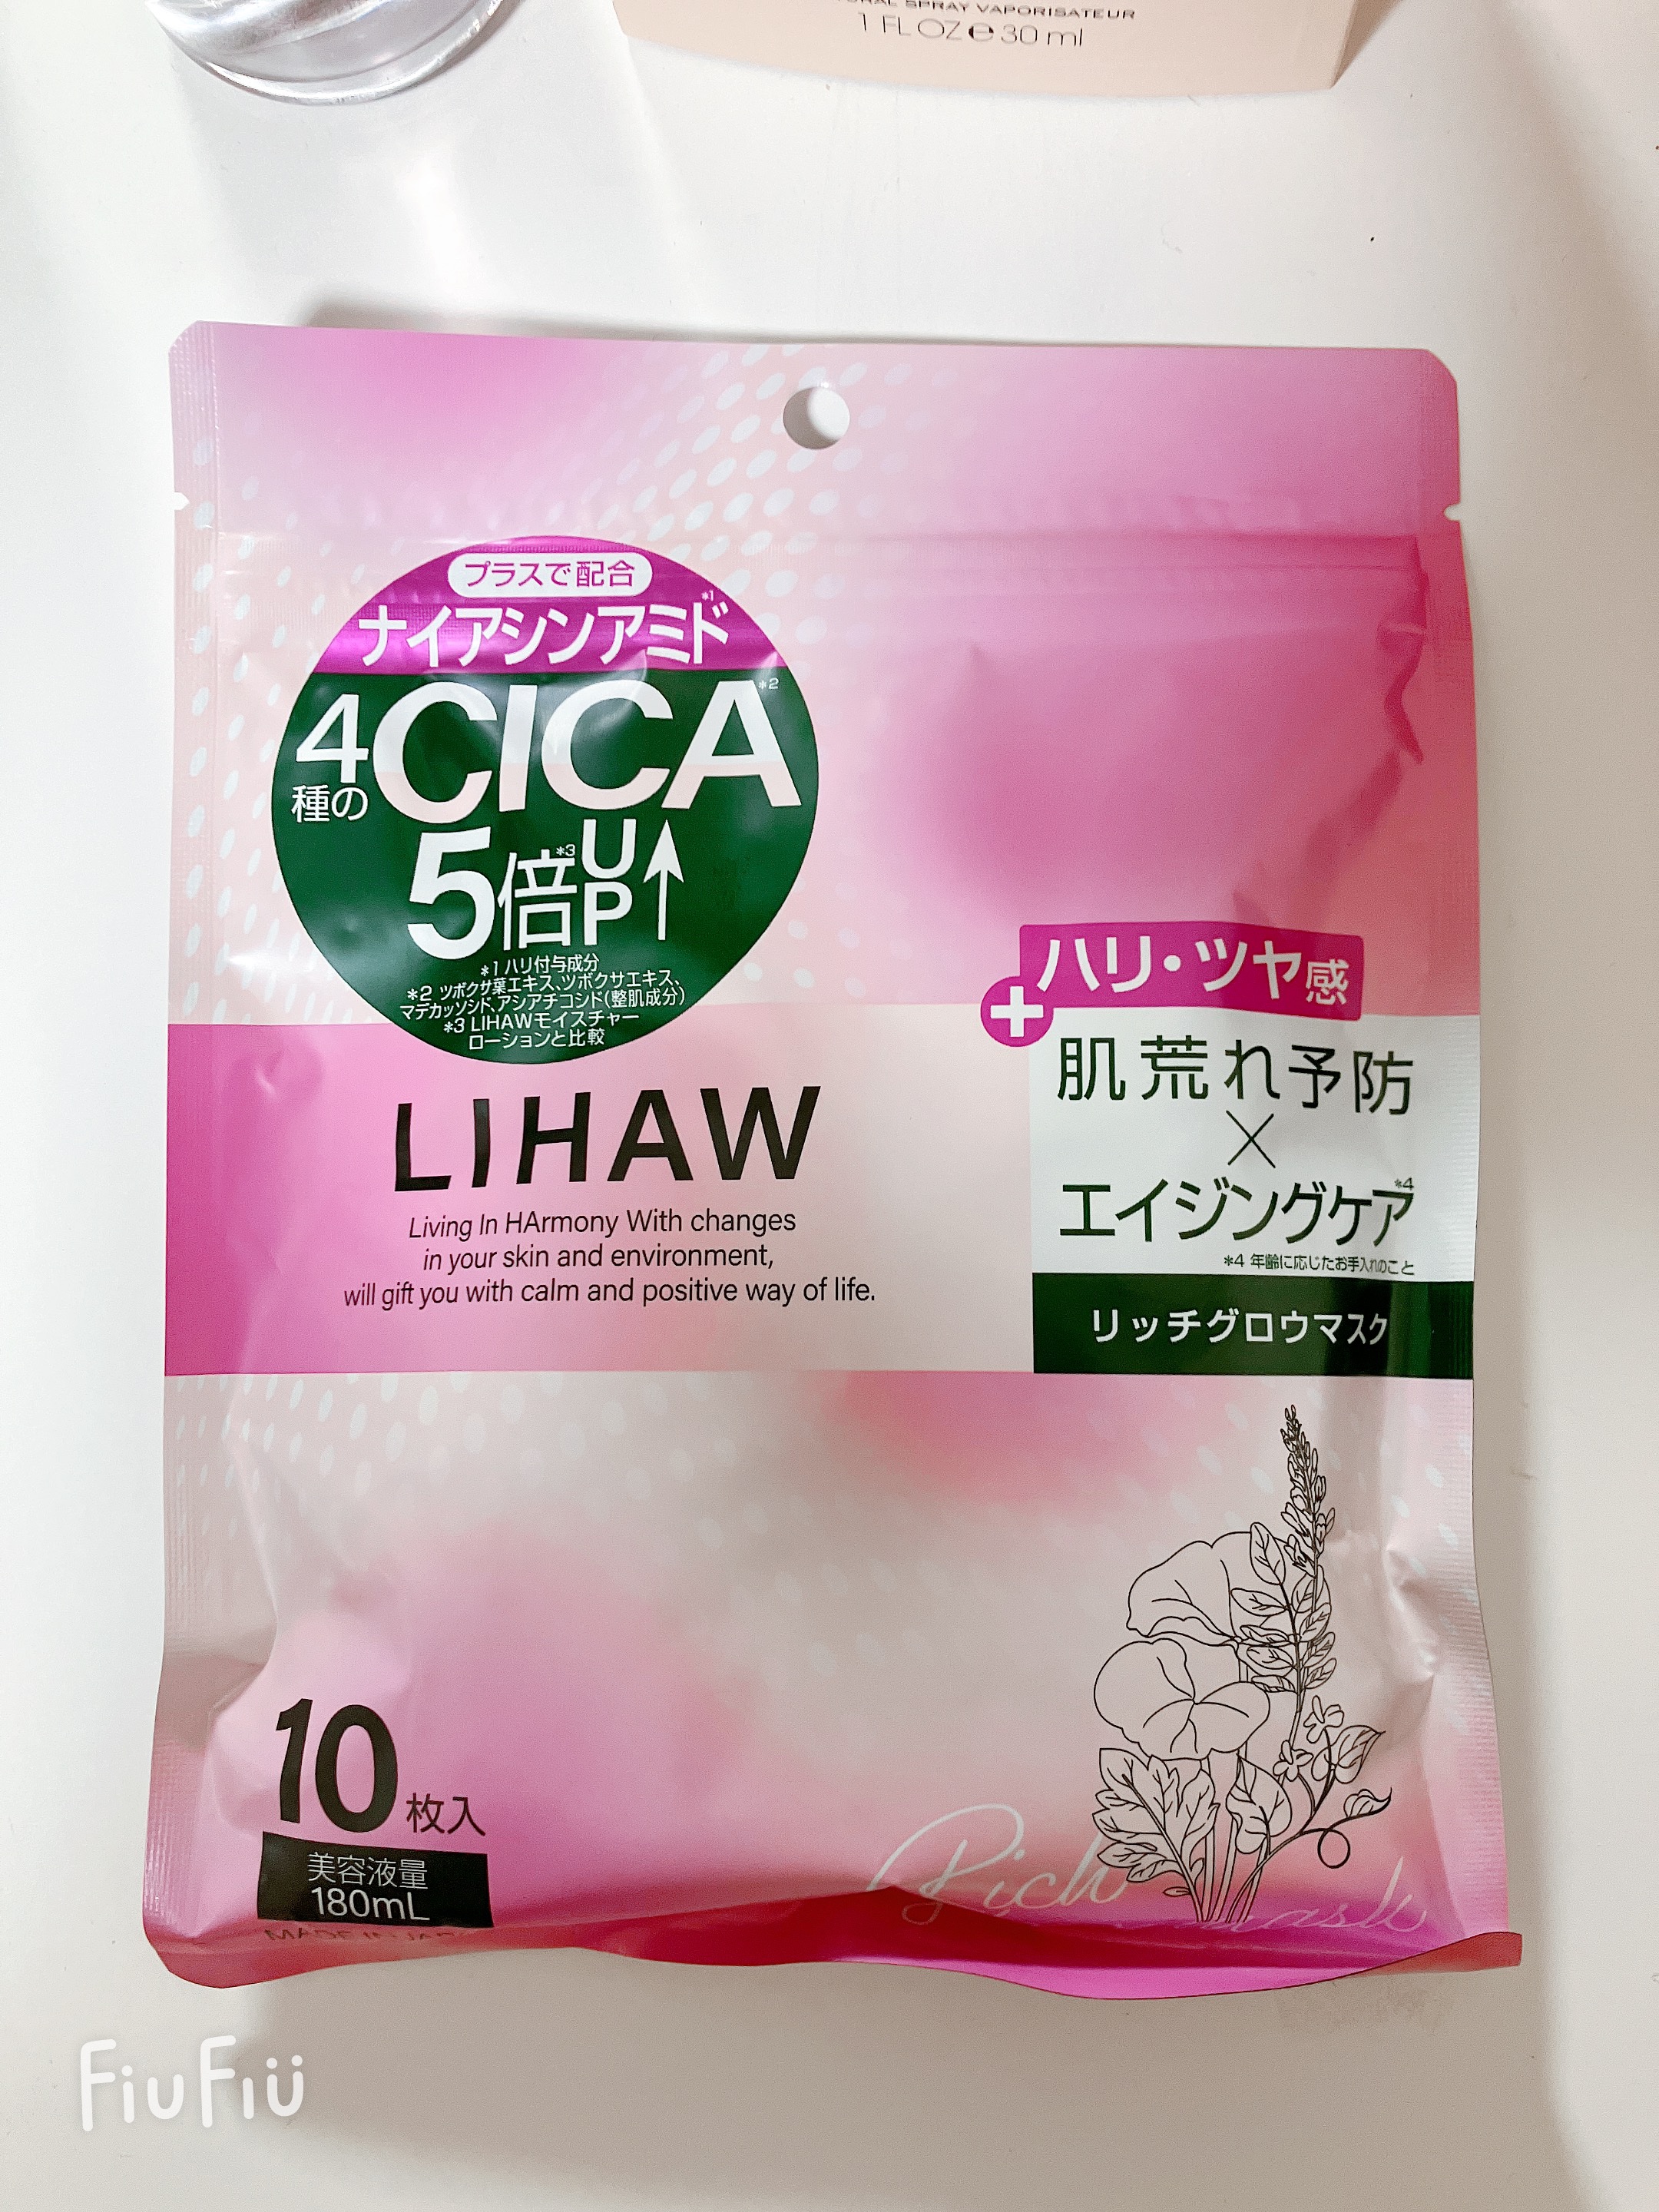 SPRAY VAPORISATEUR
1 FL OZ e 30 ml
プラスで配合
ナイアシンアミド*1
4種のCICA*2
5倍*3UP↑
*1 ハリ付与成分
*2 ツボクサ葉エキス、ツボクサエキス、
マデカッソシド、アシアチコシド(整肌成分)
*3 LIHAWモイスチャー
ローションと比較
+ハリ・ツヤ感
肌荒れ予防
×
エイジングケア*4
*4 年齢に応じたお手入れのこと
リッチグロウマスク
LIHAW
Living In HArmony With changes
in your skin and environment,
will gift you with calm and positive way of life.
10枚入
美容液量
180mL
MADE IN
Rich
mask
FiuFiü